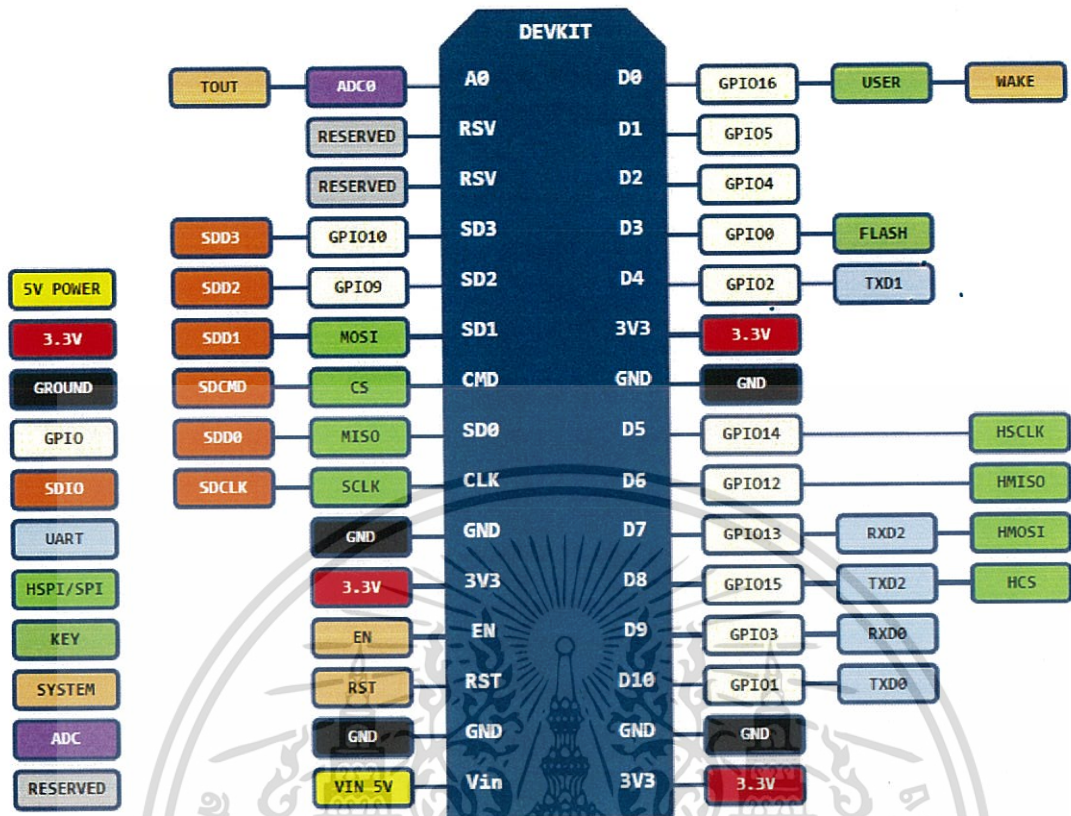 DEVKIT
TOUT ADC0 A0 D0 GPIO16 USER WAKE
RESERVED RSV D1 GPIO5
RESERVED RSV D2 GPIO4
SDD3 GPIO10 SD3 D3 GPIO0 FLASH
5V POWER SDD2 GPIO9 SD2 D4 GPIO2 TXD1
3.3V SDD1 MOSI SD1 3V3 3.3V
GROUND SDCMD CS CMD GND GND
GPIO SDD0 MISO SD0 D5 GPIO14 HSCLK
SDIO SDCLK SCLK CLK D6 GPIO12 HMISO
UART GND GND D7 GPIO13 RXD2 HMOSI
HSPI/SPI 3.3V 3V3 D8 GPIO15 TXD2 HCS
KEY EN EN D9 GPIO3 RXD0
SYSTEM RST RST D10 GPIO1 TXD0
ADC GND GND GND GND
RESERVED VIN 5V Vin 3V3 3.3V